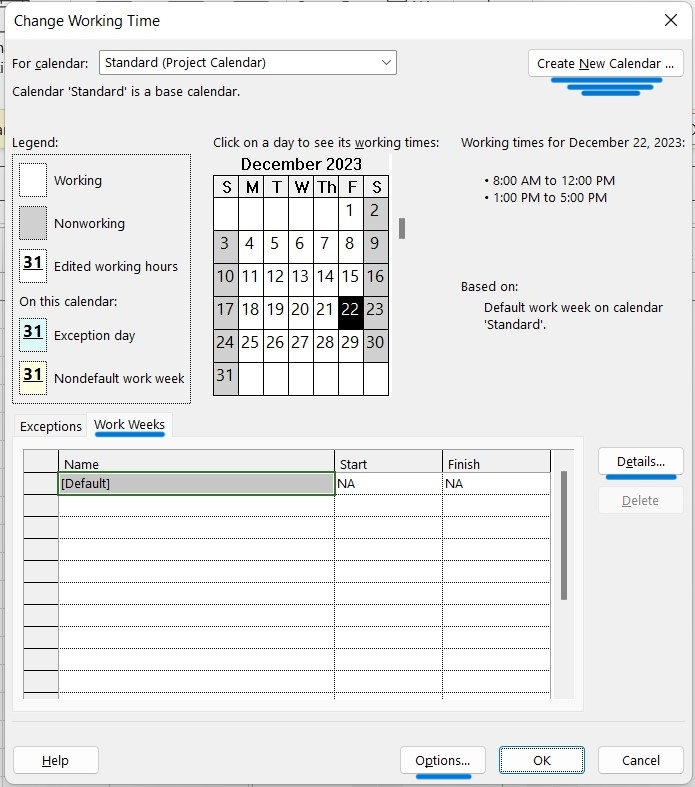 Change Working Time
For calendar: Standard (Project Calendar)
Create New Calendar ...
Calendar 'Standard' is a base calendar.
Legend:
Working
Nonworking
31 Edited working hours
On this calendar:
31 Exception day
31 Nondefault work week
Click on a day to see its working times:
December 2023
S M T W Th F S
1 2
3 4 5 6 7 8 9
10 11 12 13 14 15 16
17 18 19 20 21 22 23
24 25 26 27 28 29 30
31
Working times for December 22, 2023:
• 8:00 AM to 12:00 PM
• 1:00 PM to 5:00 PM
Based on:
Default work week on calendar
'Standard'.
Exceptions Work Weeks
Name Start Finish
[Default] NA NA
Details...
Delete
Help
Options...
OK
Cancel